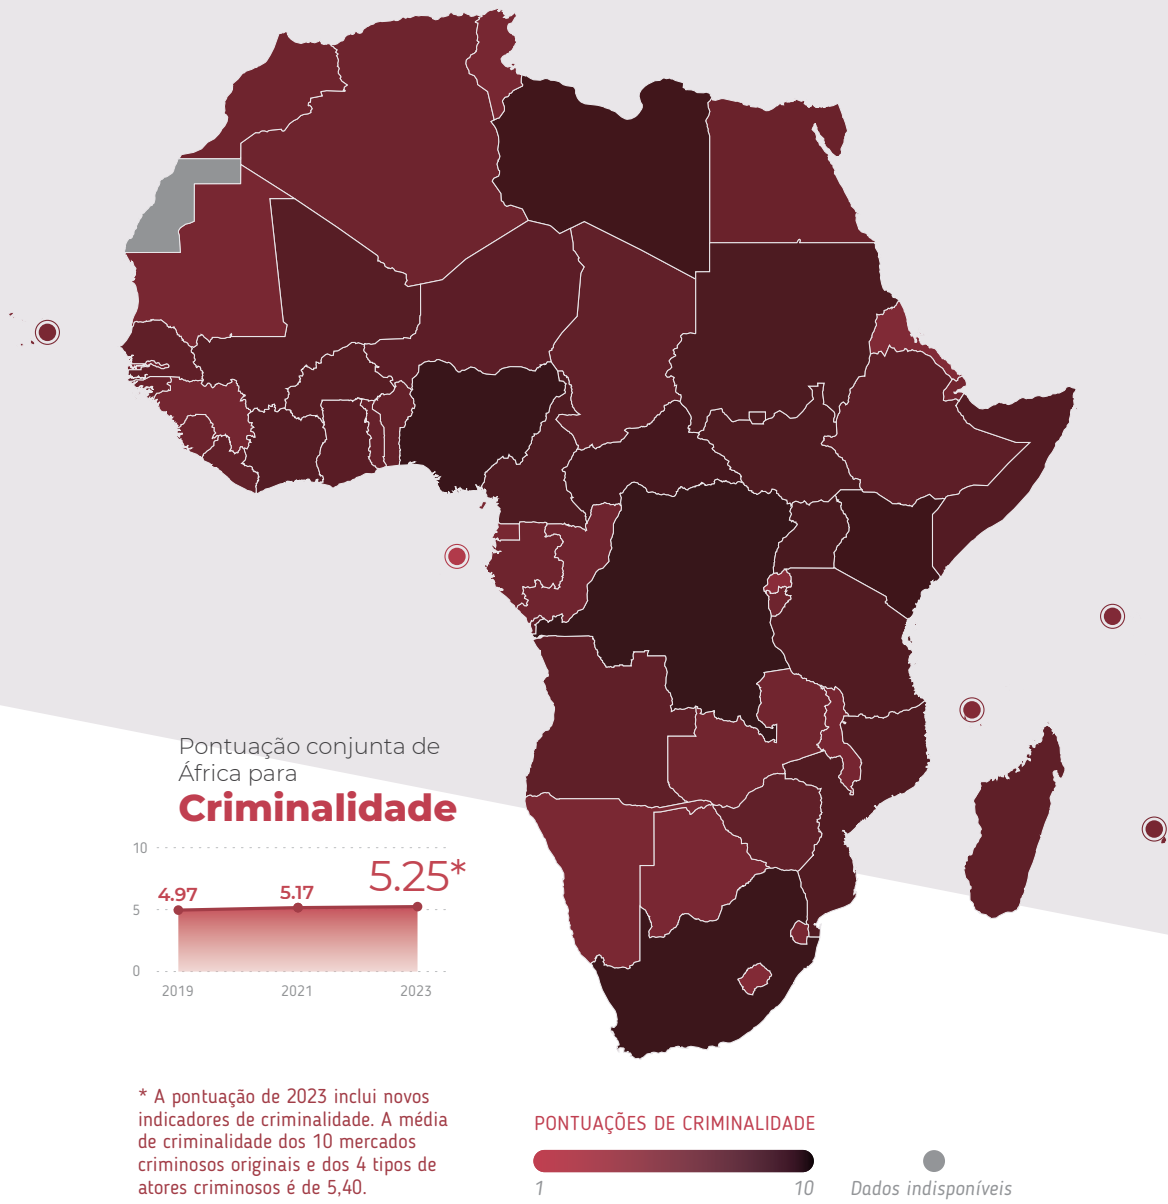 Pontuação conjunta de
África para
Criminalidade
10
5
0
4.97
5.17
5.25*
2019
2021
2023
* A pontuação de 2023 inclui novos
indicadores de criminalidade. A média
de criminalidade dos 10 mercados
criminosos originais e dos 4 tipos de
atores criminosos é de 5,40.
PONTUAÇÕES DE CRIMINALIDADE
1
10
Dados indisponíveis